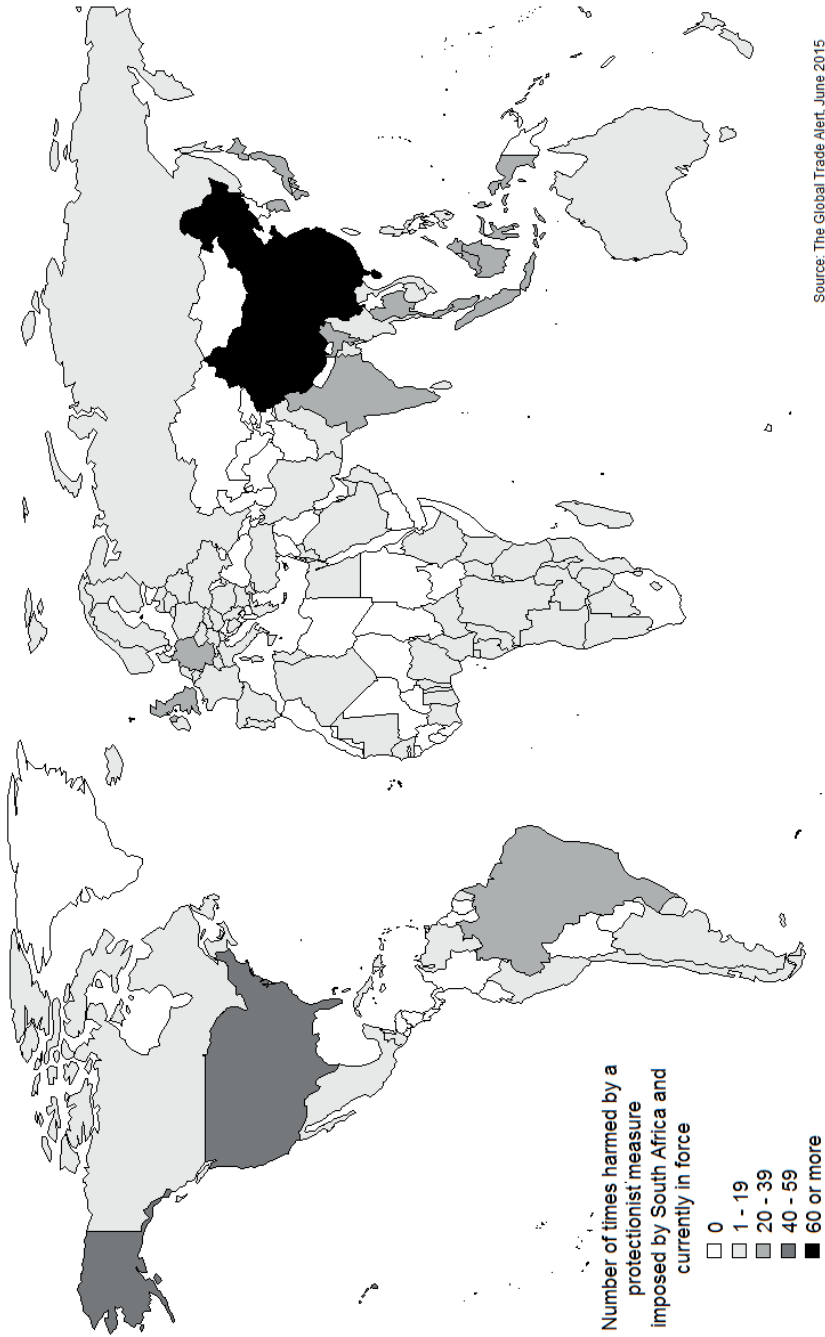 Number of times harmed by a
protectionist measure
imposed by South Africa and
currently in force
0
1 - 19
20 - 39
40 - 59
60 or more
Source: The Global Trade Alert, June 2015